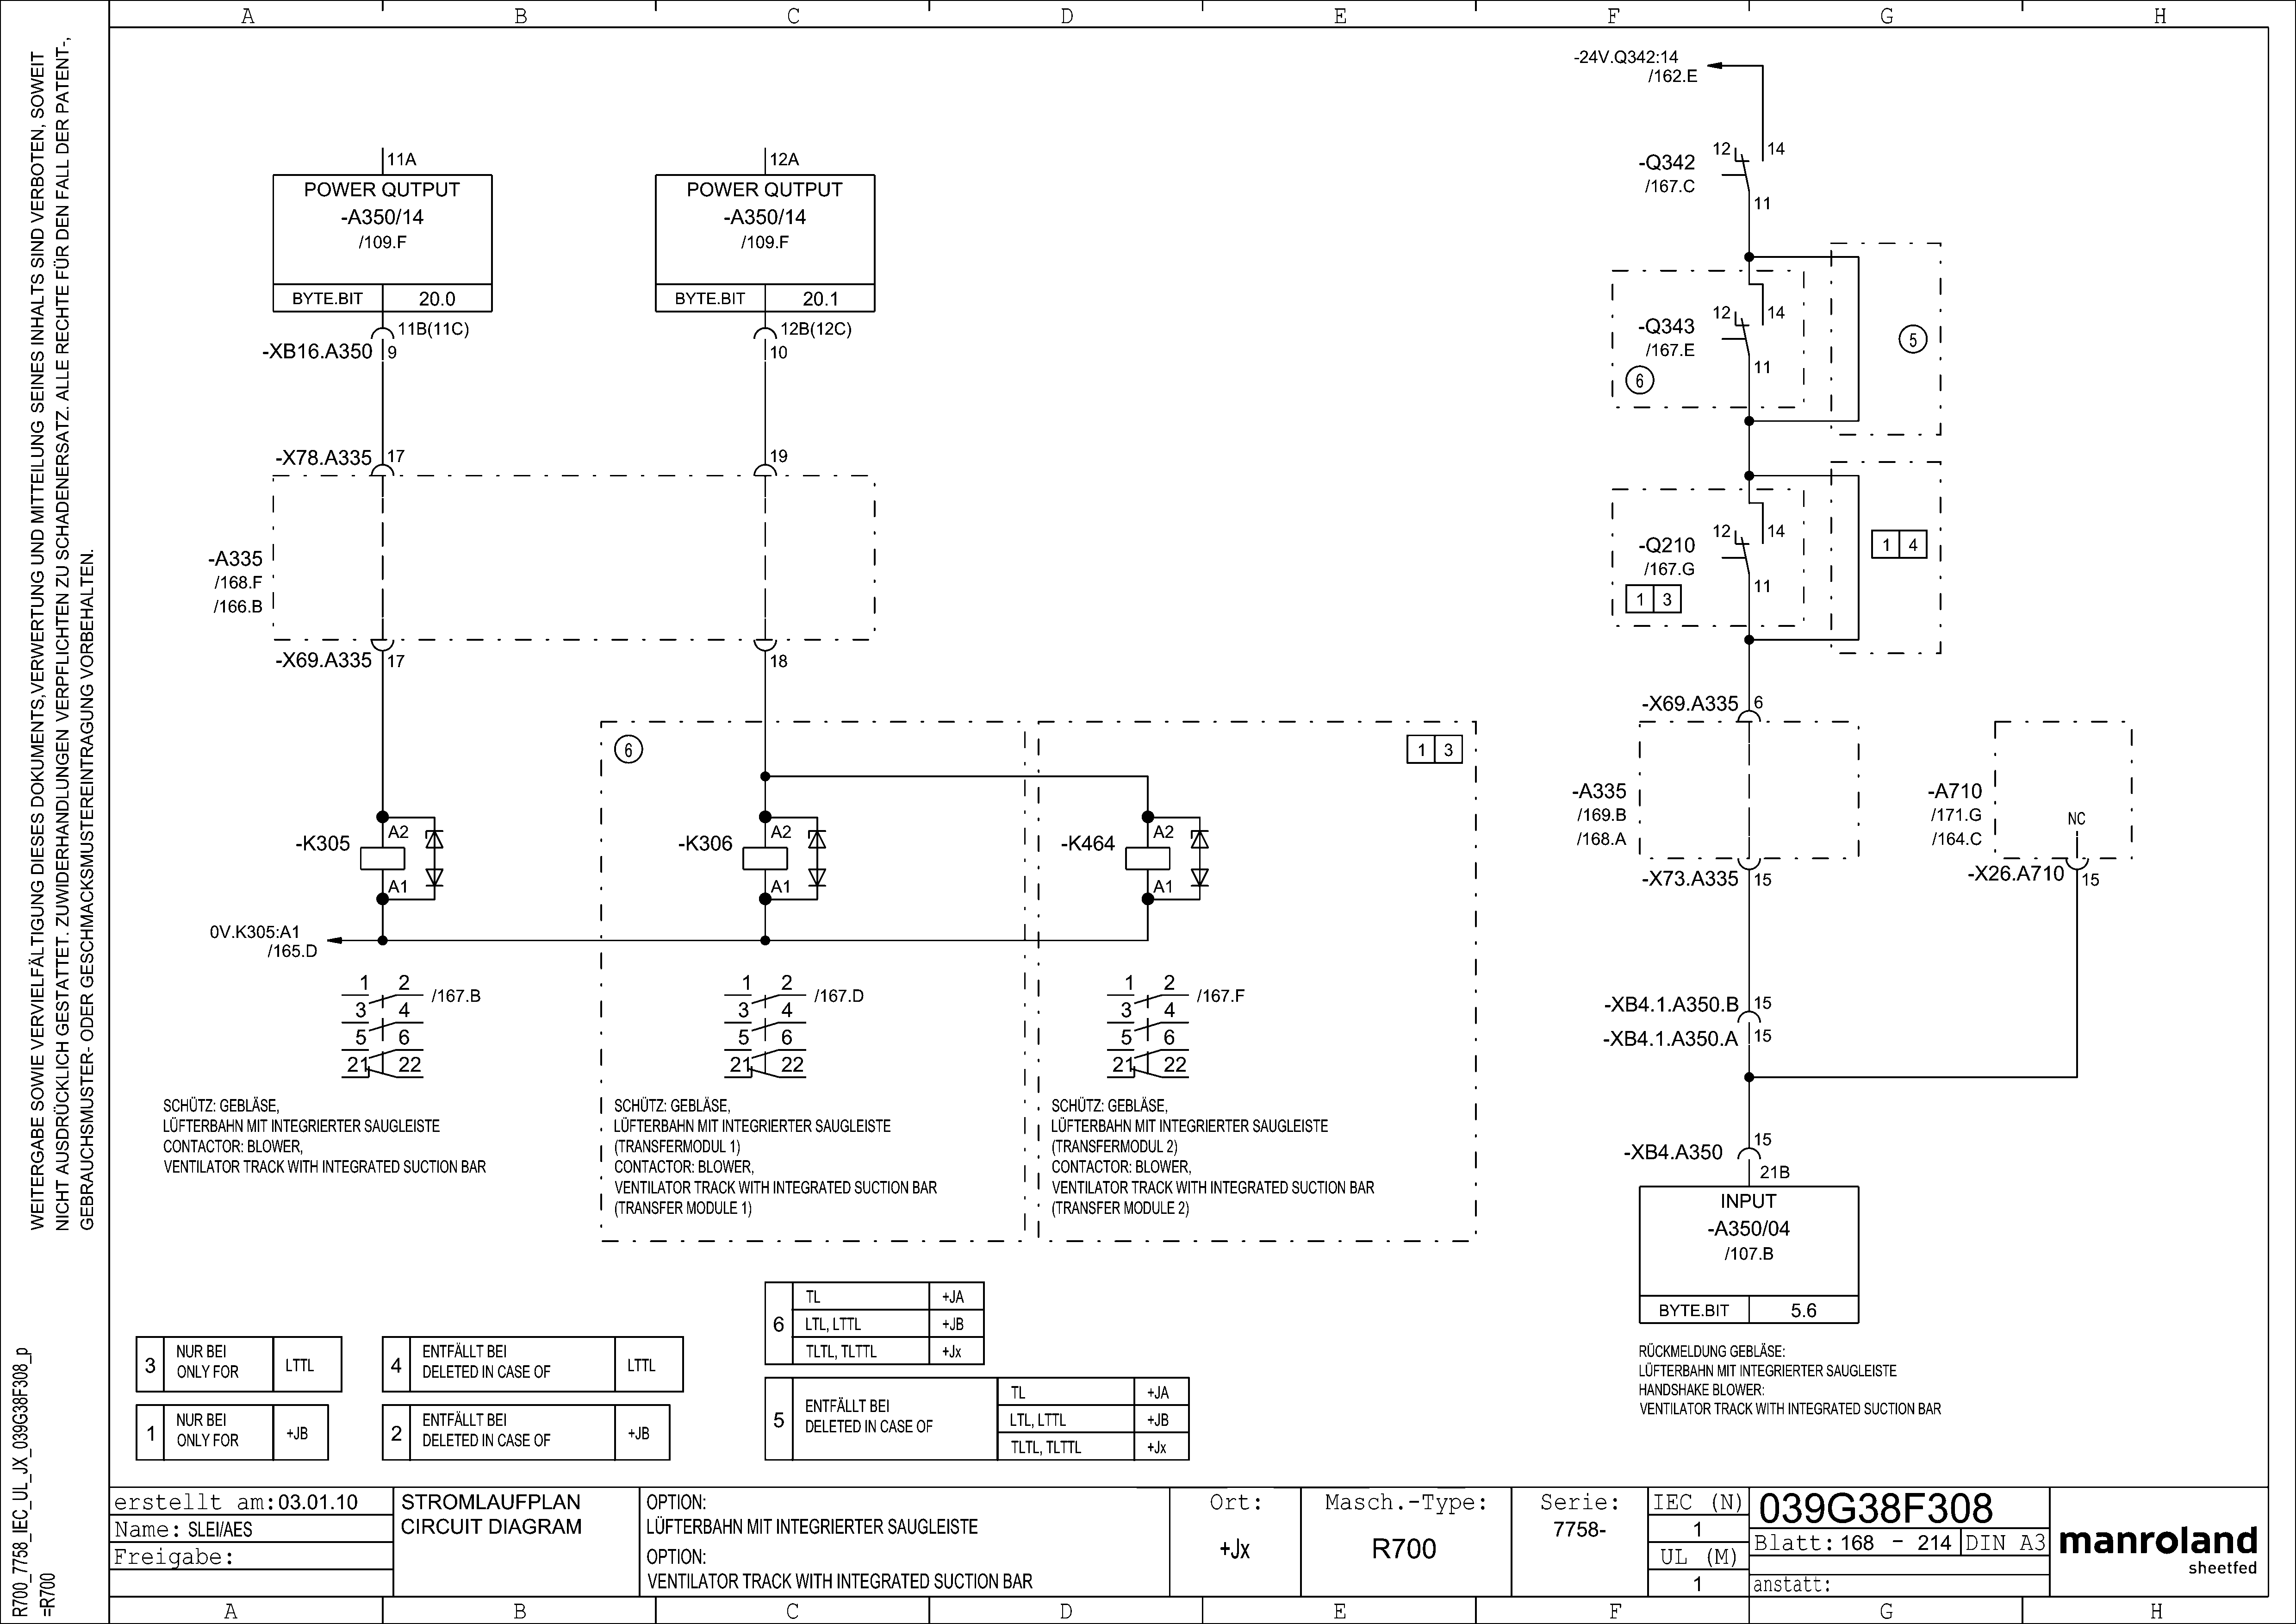 A B C D E F G H
WEITERGABE SOWIE VERVIELFÄLTIGUNG DIESES DOKUMENTS,VERWERTUNG UND MITTEILUNG SEINES INHALTS SIND VERBOTEN, SOWEIT
NICHT AUSDRÜCKLICH GESTATTET. ZUWIDERHANDLUNGEN VERPFLICHTEN ZU SCHADENERSATZ. ALLE RECHTE FÜR DEN FALL DER PATENT-,
GEBRAUCHSMUSTER- ODER GESCHMACKSMUSTEREINTRAGUNG VORBEHALTEN.
R700_7758_IEC_UL_JX_039G38F308_p
=R700
11A
POWER QUTPUT
-A350/14
/109.F
BYTE.BIT 20.0
11B(11C)
-XB16.A350 9
-X78.A335 17
12A
POWER QUTPUT
-A350/14
/109.F
BYTE.BIT 20.1
12B(12C)
10
19
-A335
/168.F
/166.B
-X69.A335 17
18
6
1 3
-K305
A2
A1
-K306
A2
A1
-K464
A2
A1
0V.K305:A1
/165.D
1 2
3 4
5 6
21 22
/167.B
1 2
3 4
5 6
21 22
/167.D
1 2
3 4
5 6
21 22
/167.F
SCHÜTZ: GEBLÄSE,
LÜFTERBAHN MIT INTEGRIERTER SAUGLEISTE
CONTACTOR: BLOWER,
VENTILATOR TRACK WITH INTEGRATED SUCTION BAR
SCHÜTZ: GEBLÄSE,
LÜFTERBAHN MIT INTEGRIERTER SAUGLEISTE
(TRANSFERMODUL 1)
CONTACTOR: BLOWER,
VENTILATOR TRACK WITH INTEGRATED SUCTION BAR
(TRANSFER MODULE 1)
SCHÜTZ: GEBLÄSE,
LÜFTERBAHN MIT INTEGRIERTER SAUGLEISTE
(TRANSFERMODUL 2)
CONTACTOR: BLOWER,
VENTILATOR TRACK WITH INTEGRATED SUCTION BAR
(TRANSFER MODULE 2)
-24V.Q342:14
/162.E
-Q342
/167.C
12 14
11
-Q343
/167.E
12 14
11
6
5
-Q210
/167.G
12 14
11
1 3
1 4
-X69.A335 6
-A335
/169.B
/168.A
-X73.A335 15
-A710
/171.G
/164.C
NC
-X26.A710 15
-XB4.1.A350.B 15
-XB4.1.A350.A 15
-XB4.A350 15
21B
INPUT
-A350/04
/107.B
BYTE.BIT 5.6
RÜCKMELDUNG GEBLÄSE:
LÜFTERBAHN MIT INTEGRIERTER SAUGLEISTE
HANDSHAKE BLOWER:
VENTILATOR TRACK WITH INTEGRATED SUCTION BAR
3 NUR BEI
ONLY FOR LTTL
4 ENTFÄLLT BEI
DELETED IN CASE OF LTTL
1 NUR BEI
ONLY FOR +JB
2 ENTFÄLLT BEI
DELETED IN CASE OF +JB
6
TL +JA
LTL, LTTL +JB
TLTL, TLTTL +Jx
5 ENTFÄLLT BEI
DELETED IN CASE OF
TL +JA
LTL, LTTL +JB
TLTL, TLTTL +Jx
erstellt am: 03.01.10
Name: SLEI/AES
Freigabe:
STROMLAUFPLAN
CIRCUIT DIAGRAM
OPTION:
LÜFTERBAHN MIT INTEGRIERTER SAUGLEISTE
OPTION:
VENTILATOR TRACK WITH INTEGRATED SUCTION BAR
Ort:
+Jx
Masch.-Type:
R700
Serie:
7758-
IEC (N)
1
UL (M)
1
039G38F308
Blatt: 168 - 214 DIN A3
anstatt:
manroland
sheetfed
A B C D E F G H